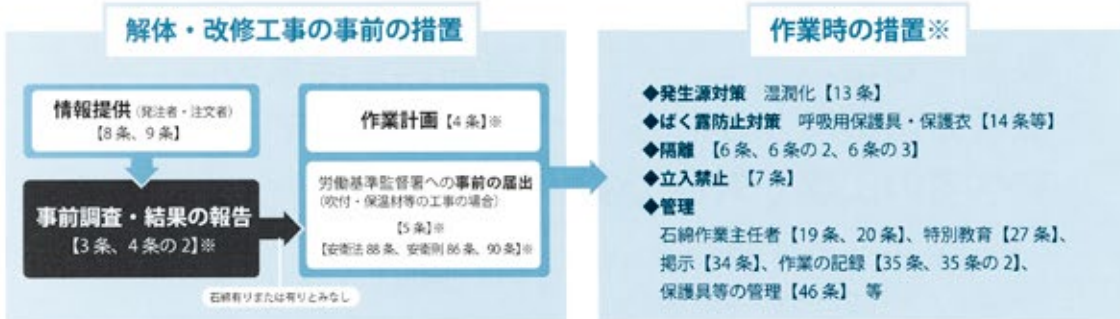 解体・改修工事の事前の措置
情報提供（発注者・注文者）
【8条、9条】
事前調査・結果の報告
【3条、4条の2】※
石綿有りまたは有りとみなし
作業計画【4条】※
労働基準監督署への事前の届出
（吹付・保温材等の工事の場合）
【5条】※
【安衛法88条、安衛則86条、90条】※
作業時の措置※
◆発生源対策　湿潤化【13条】
◆ばく露防止対策　呼吸用保護具・保護衣【14条等】
◆隔離【6条、6条の2、6条の3】
◆立入禁止【7条】
◆管理
石綿作業主任者【19条、20条】、特別教育【27条】、
掲示【34条】、作業の記録【35条、35条の2】、
保護具等の管理【46条】 等